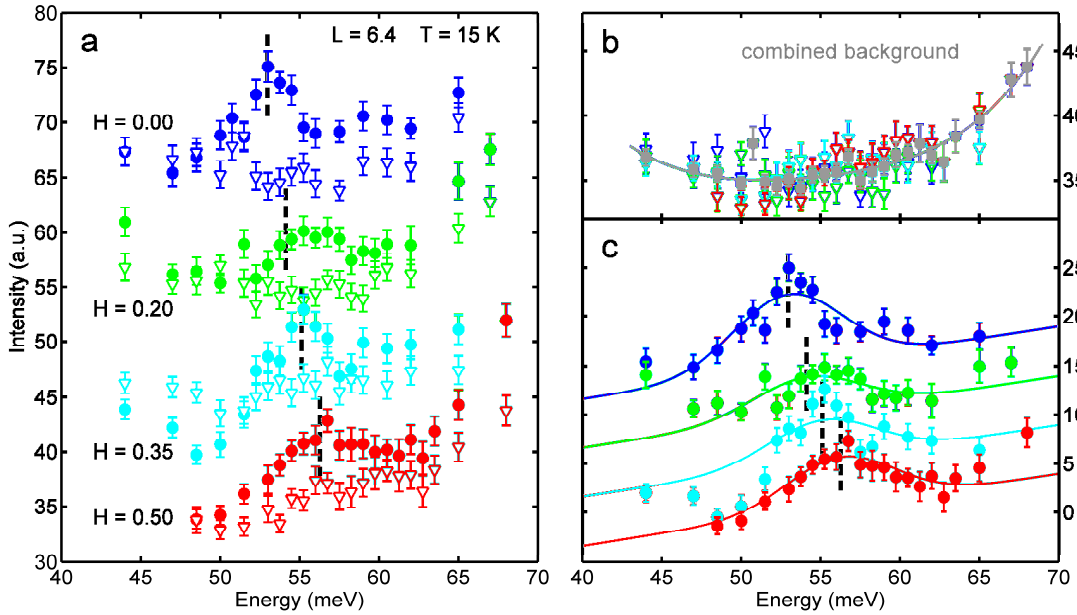 a
L = 6.4 T = 15 K
75
70
65
60
55
50
45
40
35
30
H = 0.00
H = 0.20
H = 0.35
H = 0.50
Intensity (a.u.)
40 45 50 55 60 65 70
Energy (meV)
b
combined background
45
40
35
c
20
15
10
5
0
40 45 50 55 60 65 70
Energy (meV)